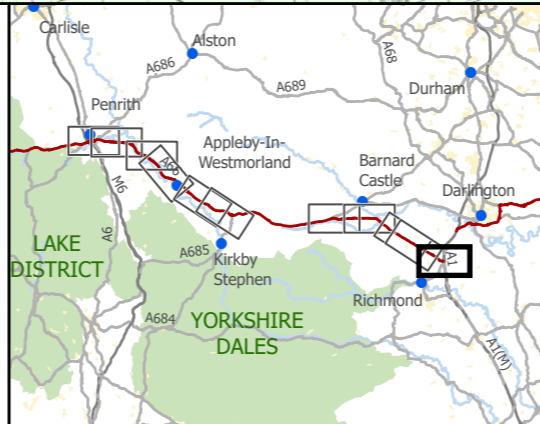 Carlisle
Alston
A68
A686
A689
Durham
Penrith
Appleby-In-
Westmorland
Barnard
Castle
Darlington
A66
M6
A6
LAKE
DISTRICT
A685
Kirkby
Stephen
A1
Richmond
A684
YORKSHIRE
DALES
A1(M)